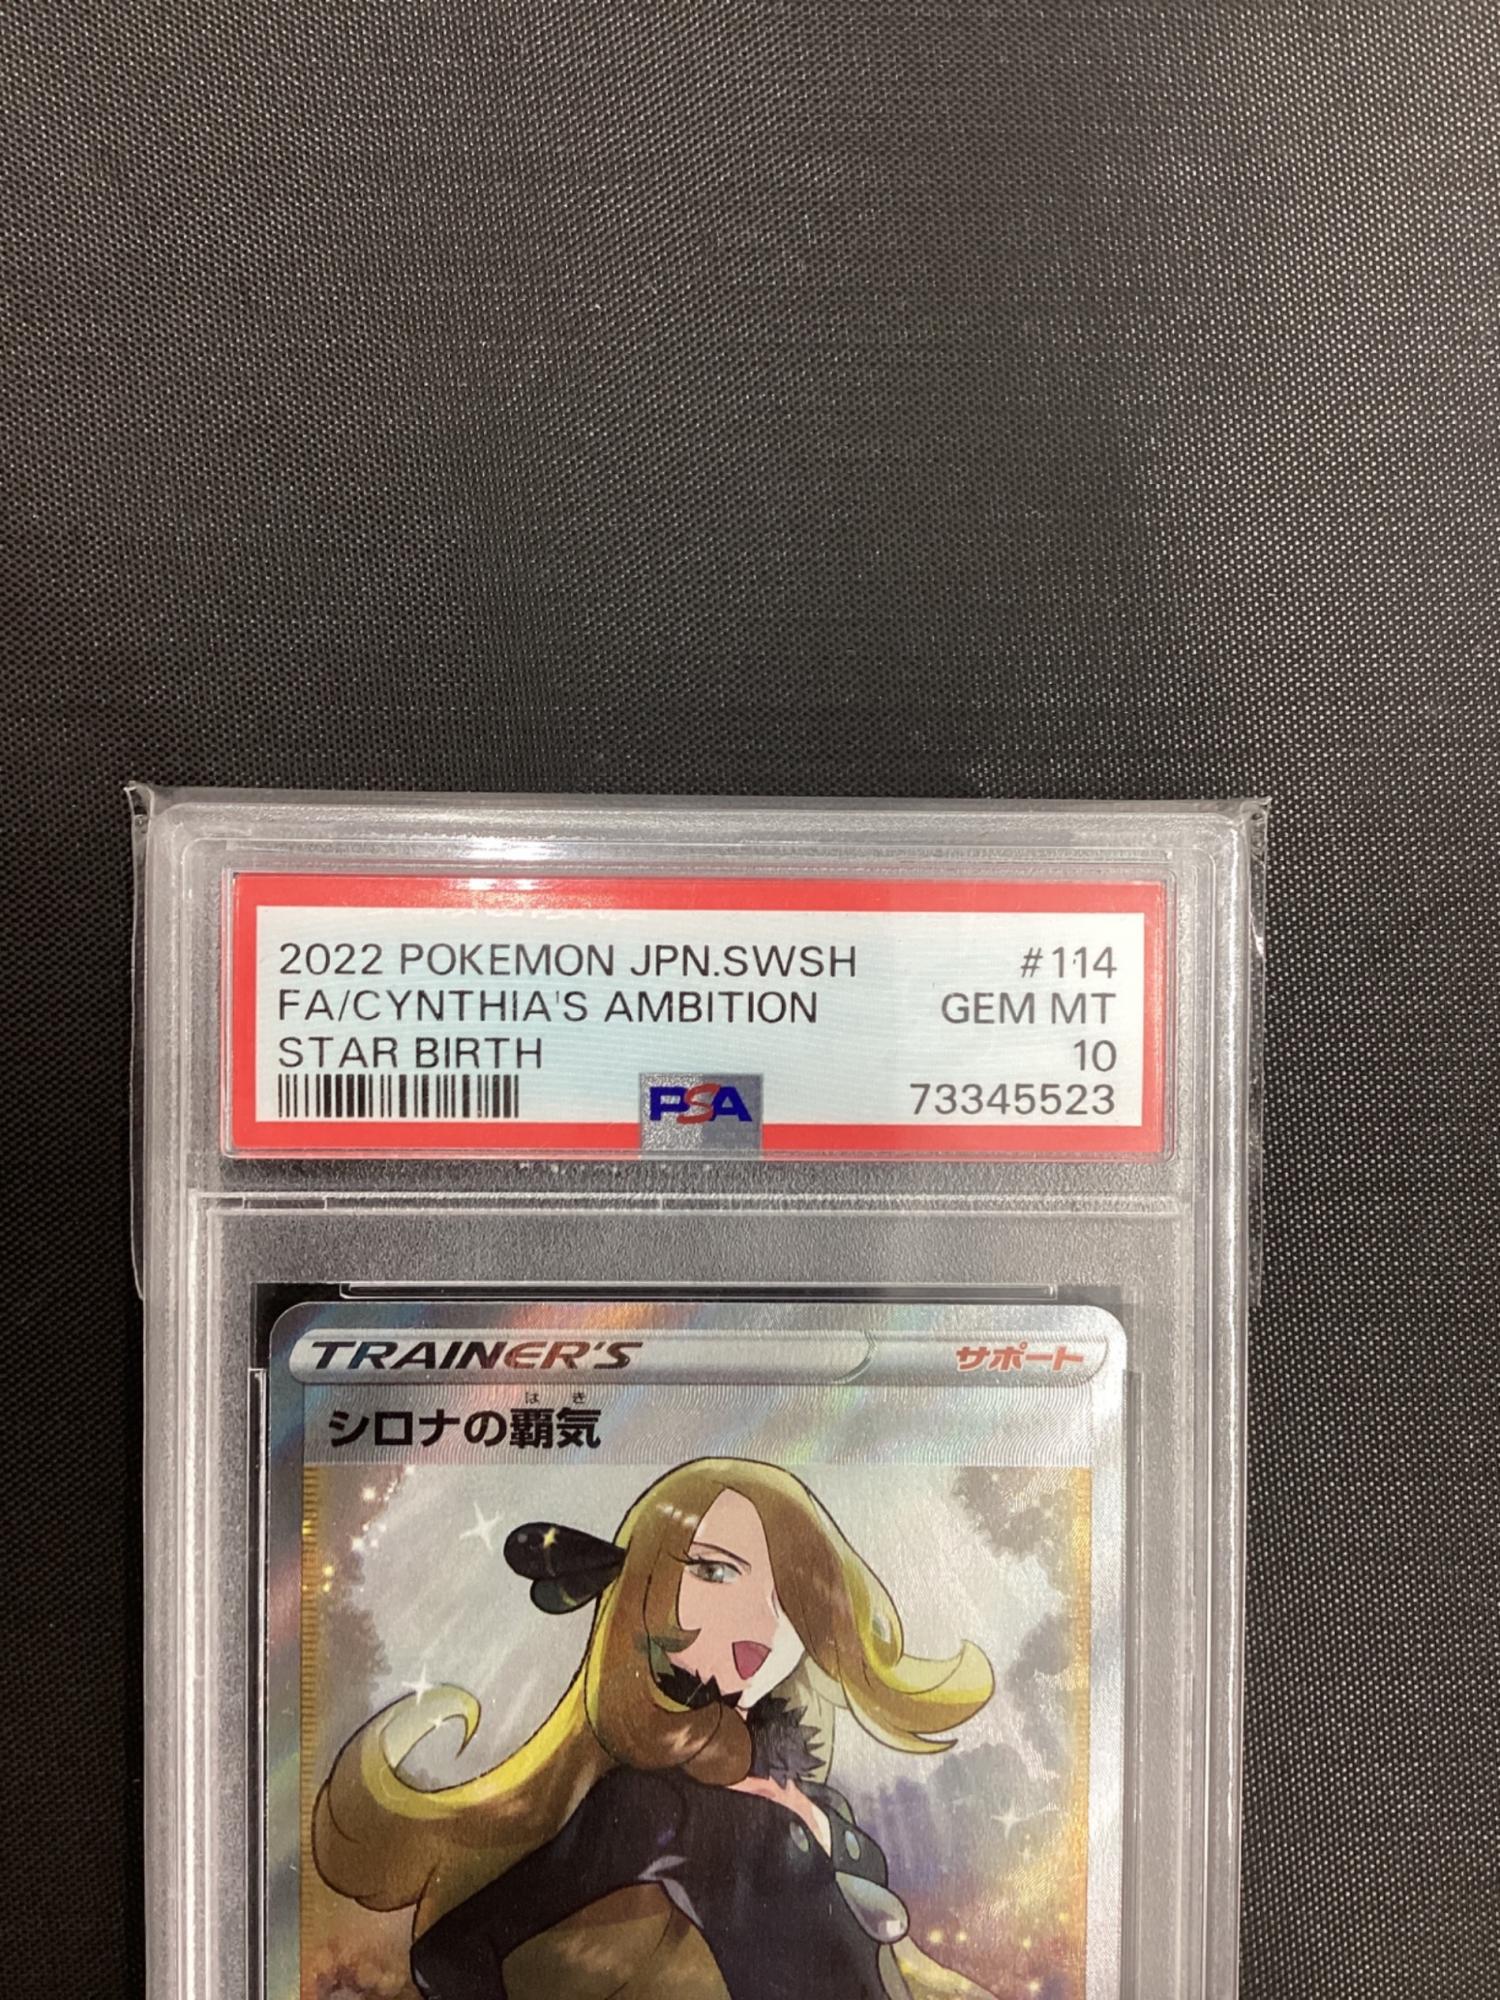 2022 POKEMON JPN.SWSH #114
FA/CYNTHIA'S AMBITION GEM MT
STAR BIRTH 10
PSA 73345523
TRAINER'S サポート
はき
シロナの覇気